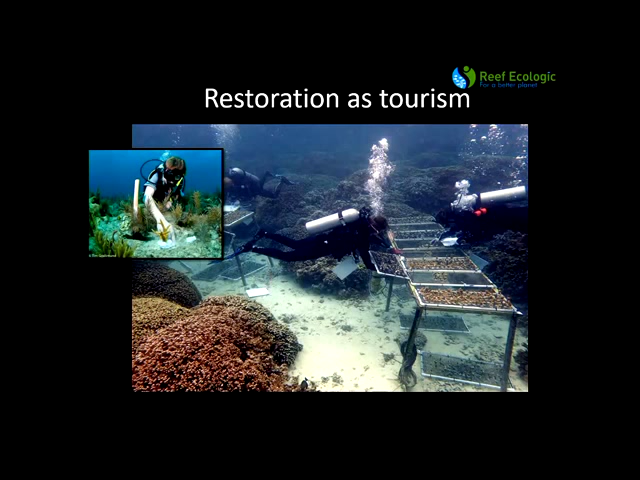 Reef Ecologic
For a better planet
Restoration as tourism